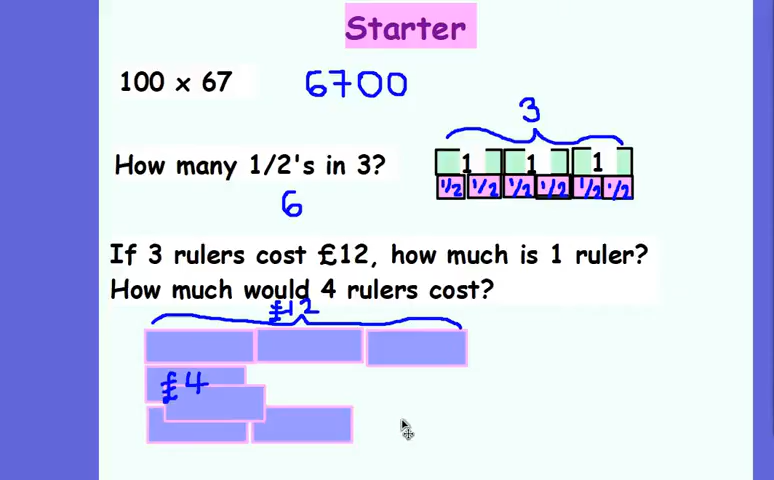 Starter
100 x 67 6700
3
How many 1/2's in 3? 1 1 1
1/2 1/2 1/2 1/2 1/2 1/2
6
If 3 rulers cost £12, how much is 1 ruler?
How much would 4 rulers cost?
£12
£4